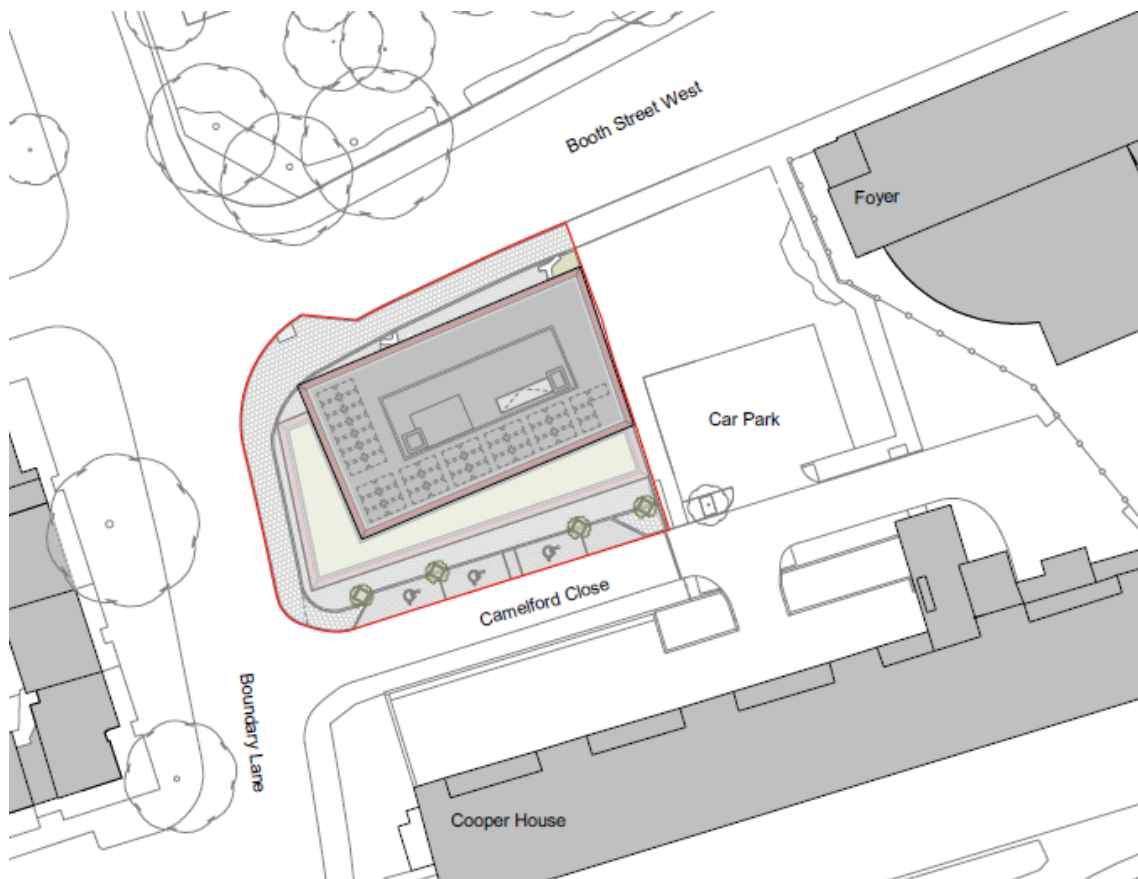 Booth Street West
Foyer
Car Park
Camelford Close
Boundary Lane
Cooper House